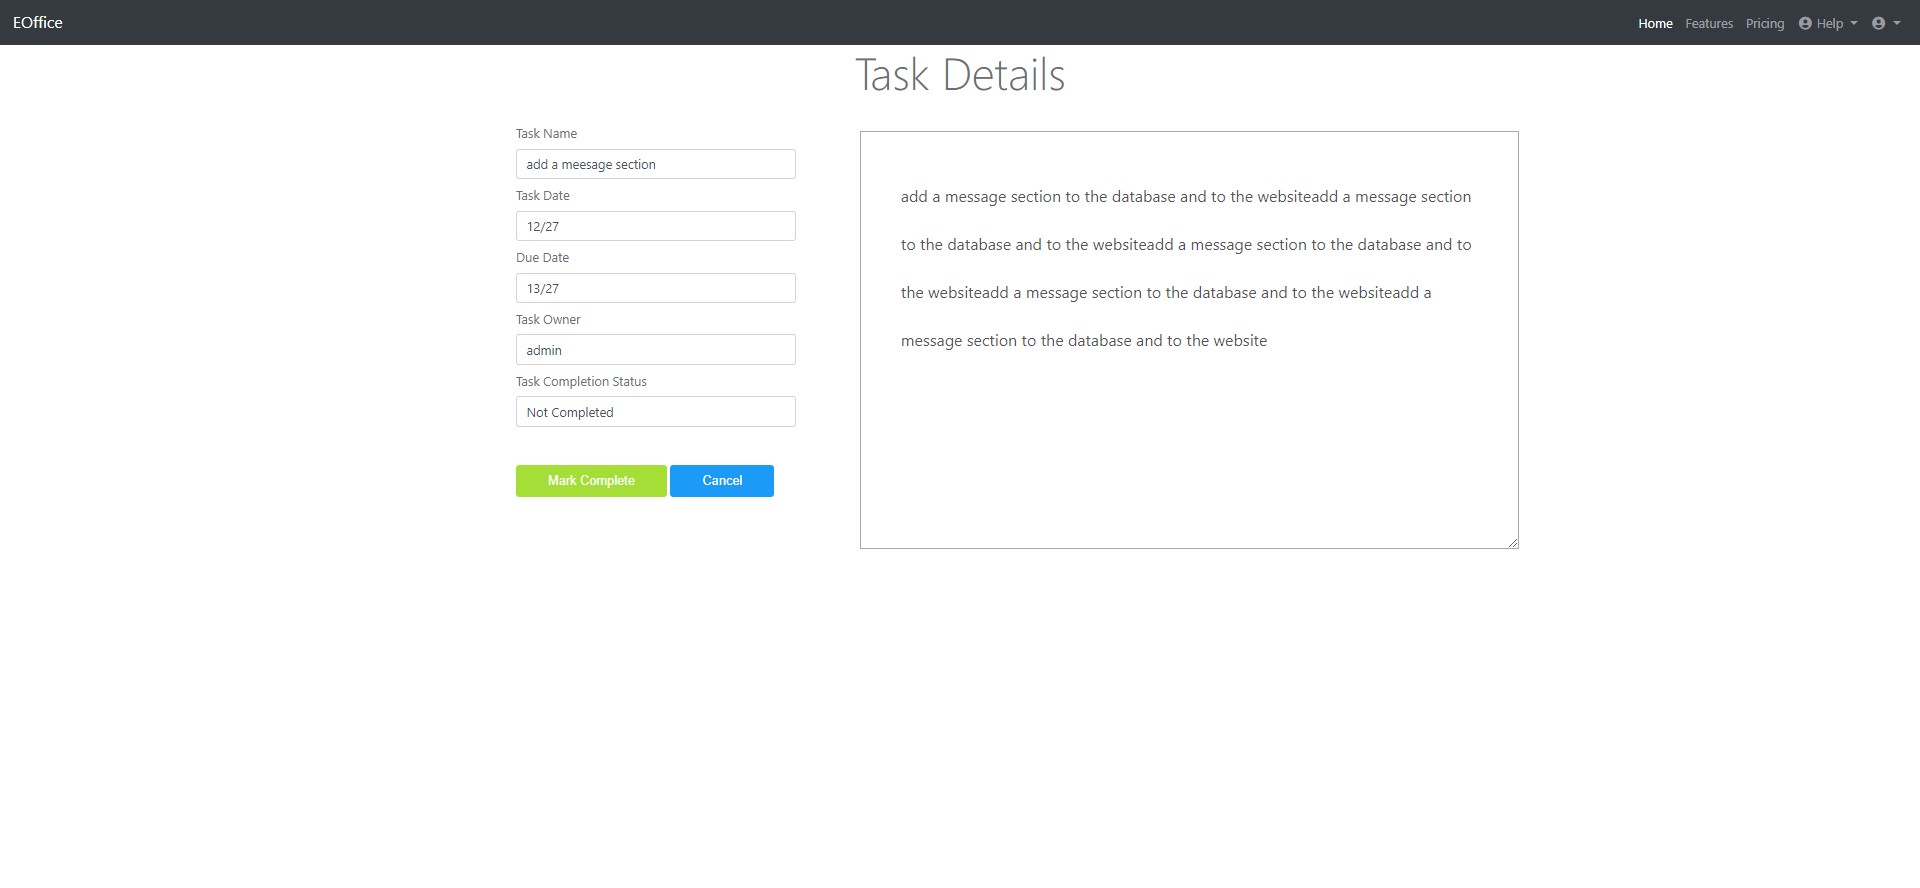 EOffice
Home Features Pricing Help
Task Details
Task Name
add a meesage section
Task Date
12/27
Due Date
13/27
Task Owner
admin
Task Completion Status
Not Completed
Mark Complete Cancel
add a message section to the database and to the websiteadd a message section
to the database and to the websiteadd a message section to the database and to
the websiteadd a message section to the database and to the websiteadd a
message section to the database and to the website